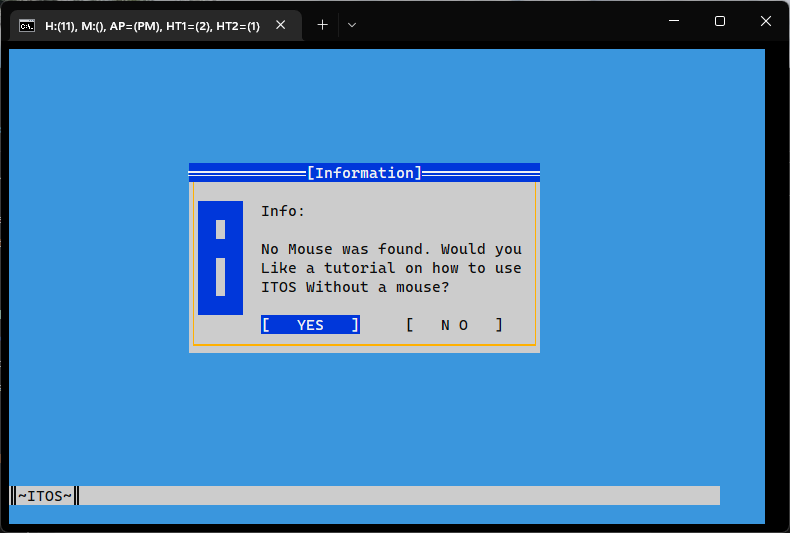 H:(11), M:(), AP=(PM), HT1=(2), HT2=(1)
[Information]
Info:
No Mouse was found. Would you
Like a tutorial on how to use
ITOS Without a mouse?
[   YES   ]     [   N O   ]
~ITOS~